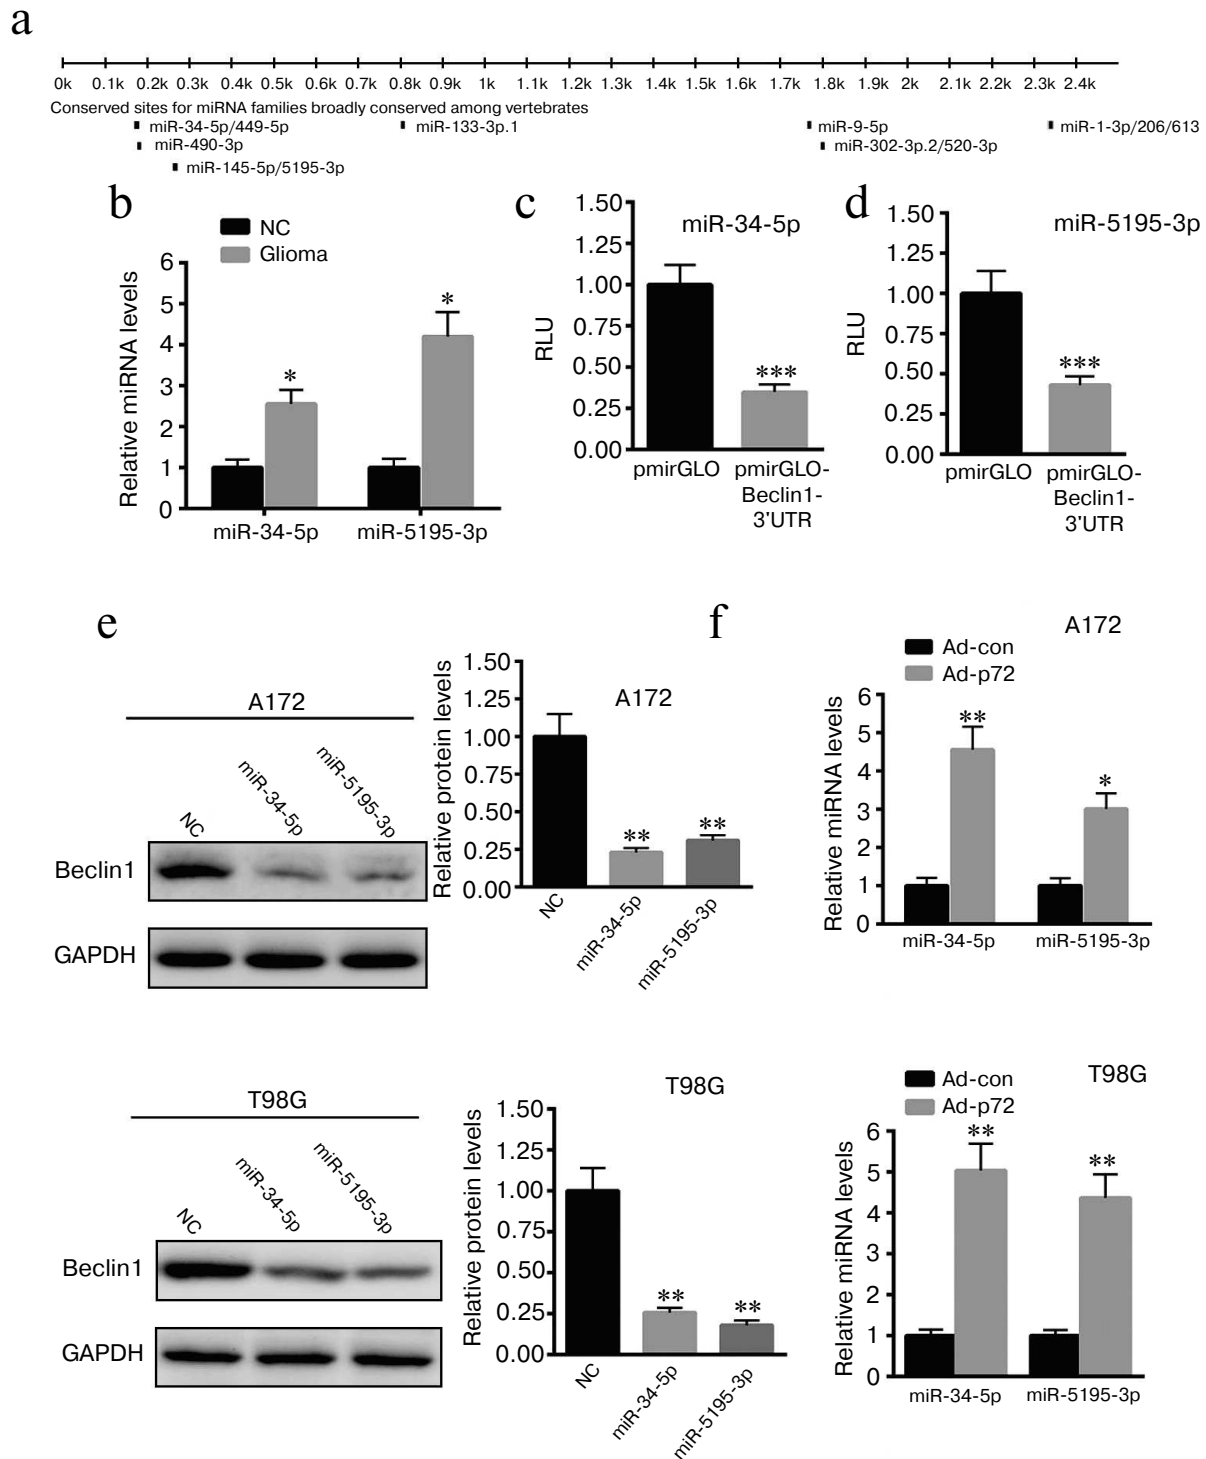 a
0k 0.1k 0.2k 0.3k 0.4k 0.5k 0.6k 0.7k 0.8k 0.9k 1k 1.1k 1.2k 1.3k 1.4k 1.5k 1.6k 1.7k 1.8k 1.9k 2k 2.1k 2.2k 2.3k 2.4k
Conserved sites for miRNA families broadly conserved among vertebrates
miR-34-5p/449-5p miR-133-3p.1 miR-9-5p miR-1-3p/206/613
miR-490-3p miR-302-3p.2/520-3p
miR-145-5p/5195-3p
b
NC
Glioma
Relative miRNA levels
6
5
4
3
2
1
0
*
*
miR-34-5p miR-5195-3p
c
miR-34-5p
RLU
1.50
1.25
1.00
0.75
0.50
0.25
0.00
***
pmirGLO pmirGLO-
Beclin1-
3'UTR
d
miR-5195-3p
RLU
1.50
1.25
1.00
0.75
0.50
0.25
0.00
***
pmirGLO pmirGLO-
Beclin1-
3'UTR
e
A172
NC miR-34-5p miR-5195-3p
Beclin1
GAPDH
A172
Relative protein levels
1.50
1.25
1.00
0.75
0.50
0.25
0.00
** **
NC miR-34-5p miR-5195-3p
T98G
NC miR-34-5p miR-5195-3p
Beclin1
GAPDH
T98G
Relative protein levels
1.50
1.25
1.00
0.75
0.50
0.25
0.00
** **
NC miR-34-5p miR-5195-3p
f
A172
Ad-con
Ad-p72
Relative miRNA levels
6
5
4
3
2
1
0
**
*
miR-34-5p miR-5195-3p
T98G
Ad-con
Ad-p72
Relative miRNA levels
6
5
4
3
2
1
0
**
**
miR-34-5p miR-5195-3p